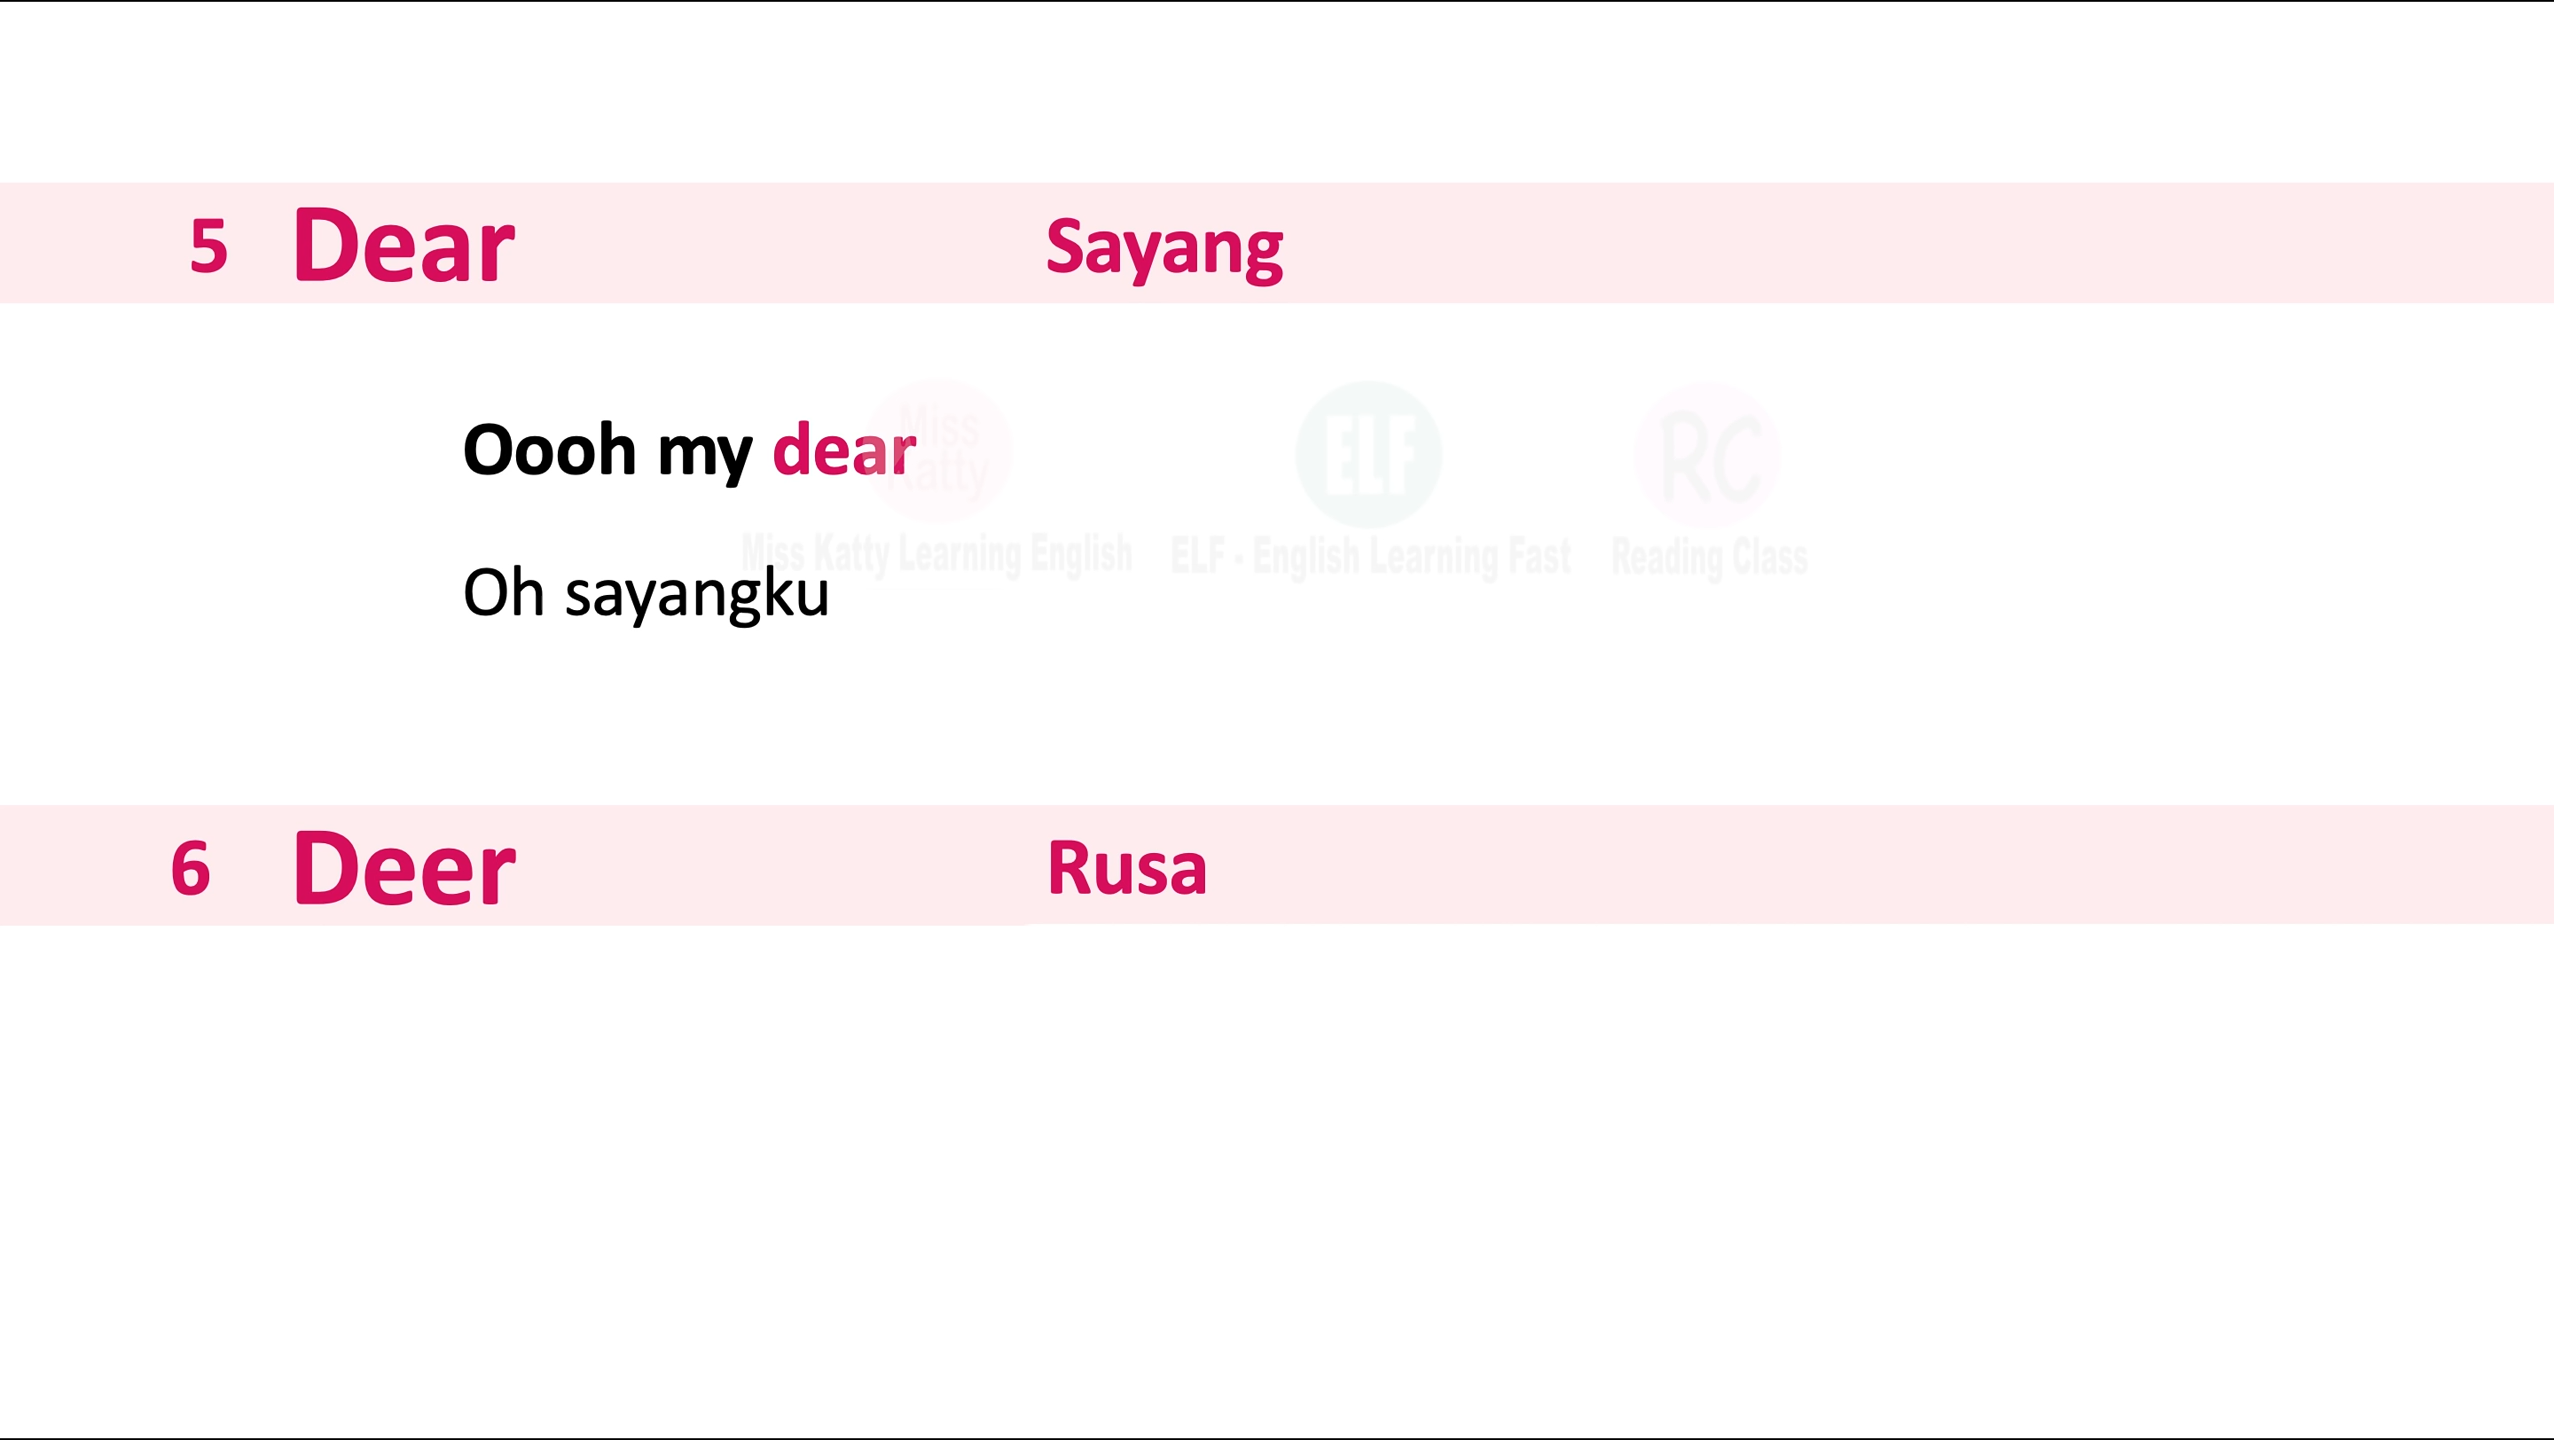 5 Dear Sayang
Oooh my dear
Oh sayangku
Miss
Katty
ELF
RC
Miss Katty Learning English
ELF - English Learning Fast
Reading Class
6 Deer Rusa